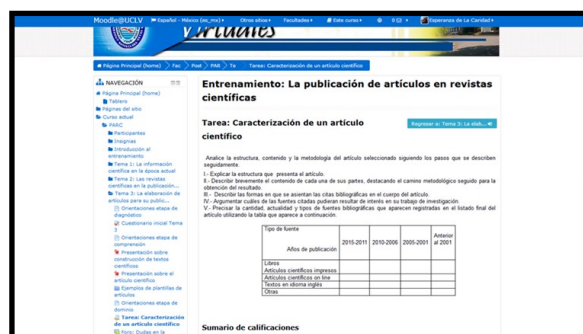 Moodle@UCLV Español - México (es_mx) Otros sitios Facultades Este curso 0 Esperanza de La Caridad
Virtuales
Página Principal (home) Fac Post PAR Te Tarea: Caracterización de un artículo científico
NAVEGACIÓN
Página Principal (home)
Tablero
Páginas del sitio
Curso actual
PARC
Participantes
Insignias
Introducción al
entrenamiento
Tema 1: La información
científica en la época actual
Tema 2: Las revistas
científicas en la publicación...
Tema 3: La elaboración de
artículos para su public...
Orientaciones etapa de
diagnóstico
Cuestionario inicial Tema
3
Orientaciones etapa de
comprensión
Presentación sobre
construcción de textos
científicos
Presentación sobre el
artículo científico
Ejemplos de plantillas de
artículos
Orientaciones etapa de
dominio
Tarea: Caracterización
de un artículo científico
Foro: Dudas en la
Entrenamiento: La publicación de artículos en revistas
científicas
Tarea: Caracterización de un artículo
científico
Regresar a: Tema 3: La elab...
Analice la estructura, contenido y la metodología del artículo seleccionado siguiendo los pasos que se describen
seguidamente.
I.- Explicar la estructura que presenta el artículo.
II.- Describir brevemente el contenido de cada una de sus partes, destacando el camino metodológico seguido para la
obtención del resultado.
III.- Describir las formas en que se asientan las citas bibliográficas en el cuerpo del artículo.
IV.- Argumentar cuáles de las fuentes citadas pudieran resultar de interés en su trabajo de investigación.
V.- Precisar la cantidad, actualidad y tipos de fuentes bibliográficas que aparecen registradas en el listado final del
artículo utilizando la tabla que aparece a continuación.
Tipo de fuente
Años de publicación
2015-2011 2010-2006 2005-2001 Anterior
al 2001
Libros
Artículos científicos impresos
Artículos científicos on line
Textos en idioma inglés
Otras
Sumario de calificaciones